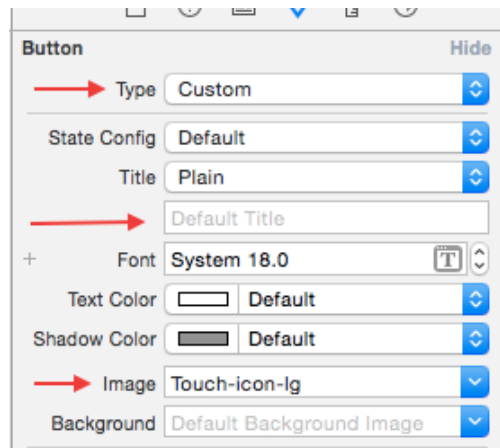 Button Hide
Type Custom
State Config Default
Title Plain
Default Title
+ Font System 18.0 T
Text Color Default
Shadow Color Default
Image Touch-icon-lg
Background Default Background Image